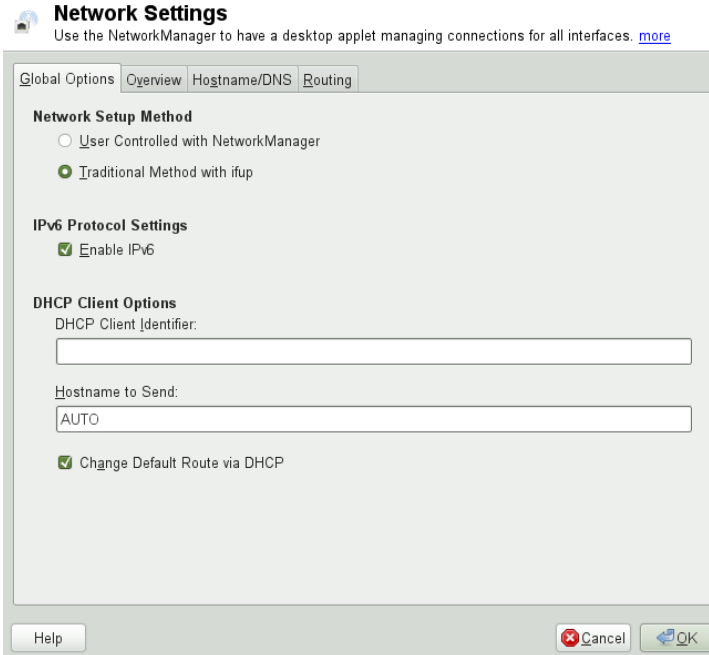 Network Settings
Use the NetworkManager to have a desktop applet managing connections for all interfaces. more
Global Options Overview Hostname/DNS Routing
Network Setup Method
User Controlled with NetworkManager
Traditional Method with ifup
IPv6 Protocol Settings
Enable IPv6
DHCP Client Options
DHCP Client Identifier:
Hostname to Send:
AUTO
Change Default Route via DHCP
Help Cancel OK